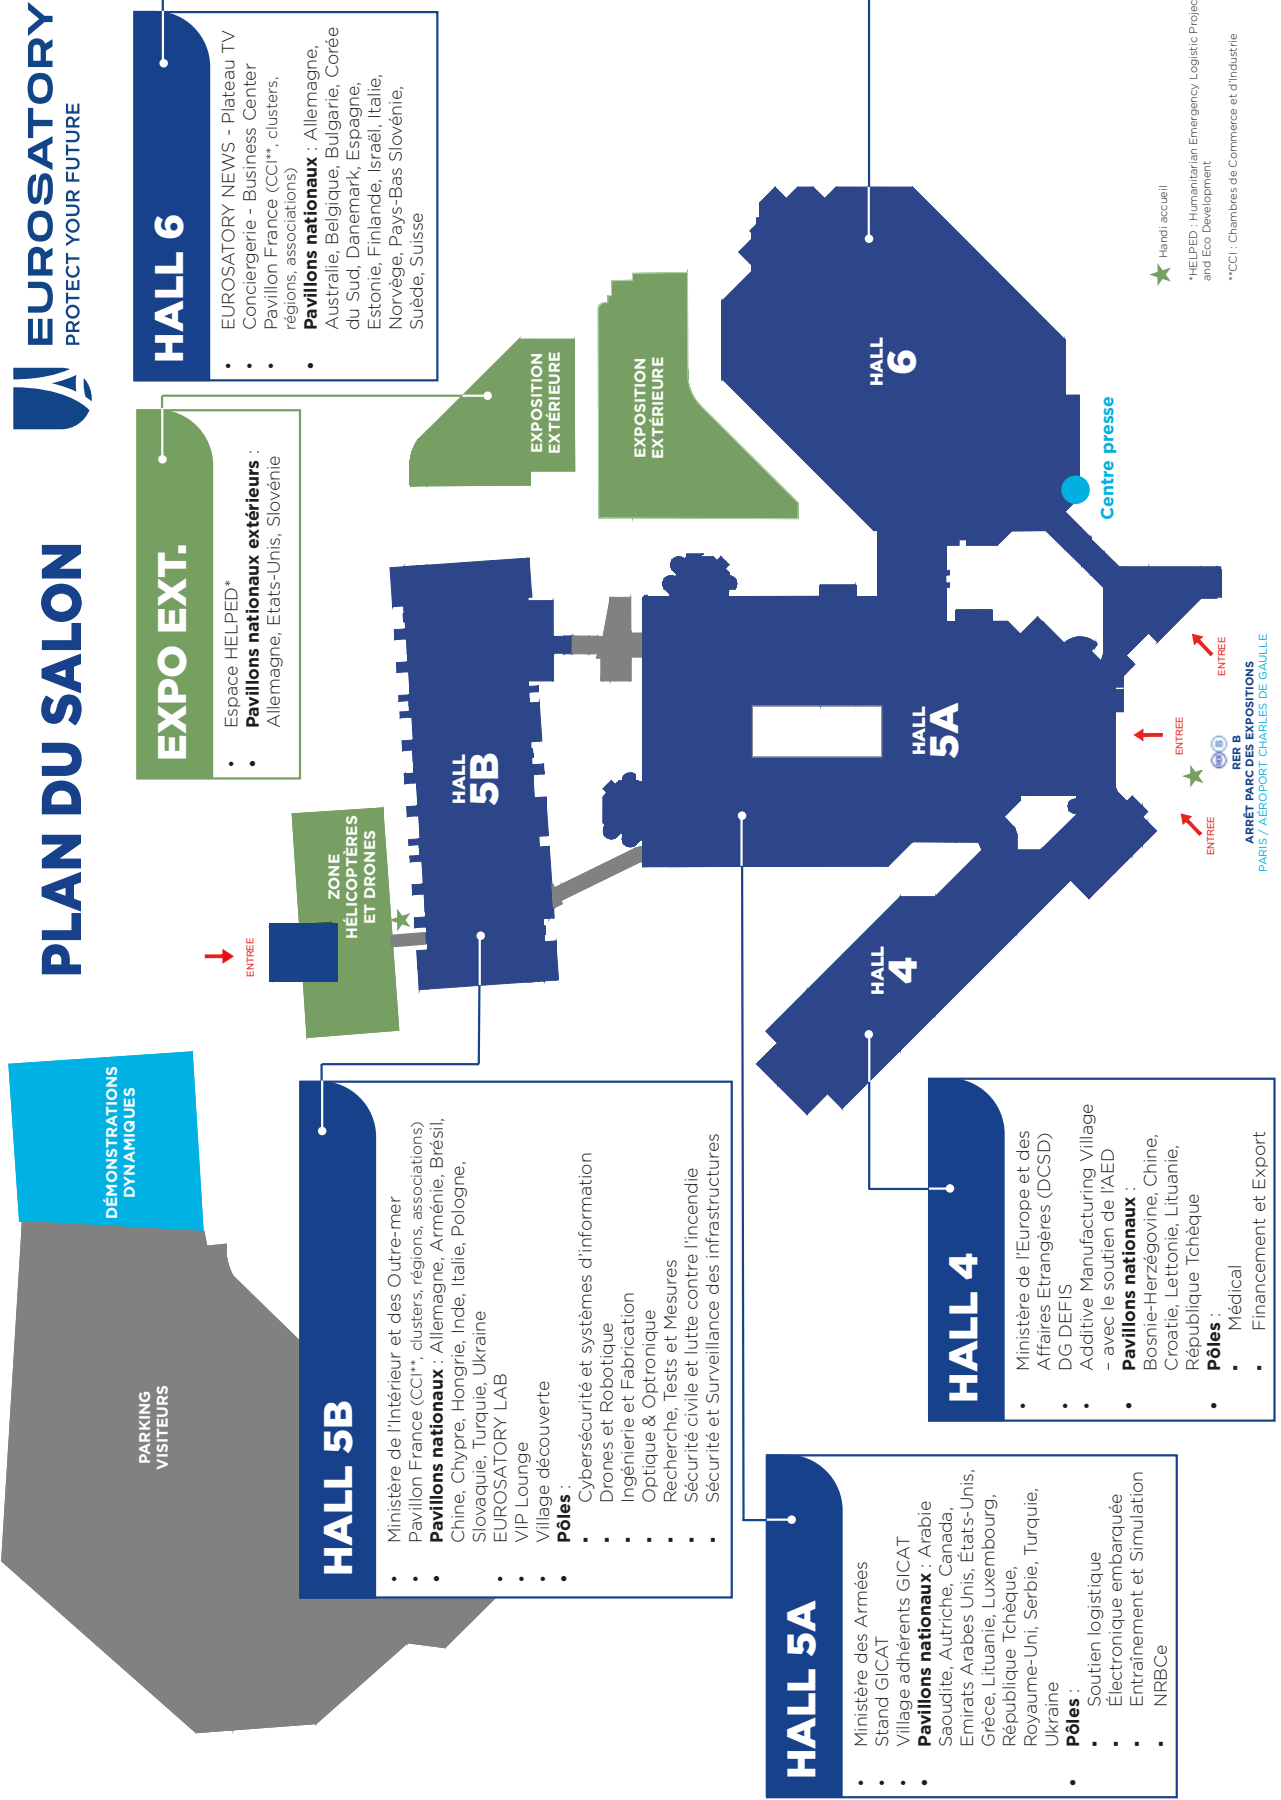 PLAN DU SALON
EUROSATORY
PROTECT YOUR FUTURE
DÉMONSTRATIONS
DYNAMIQUES
PARKING
VISITEURS
ENTREE
ZONE
HÉLICOPTÈRES
ET DRONES
EXPO EXT.
• Espace HELPED*
• Pavillons nationaux extérieurs :
Allemagne, Etats-Unis, Slovénie
HALL 6
• EUROSATORY NEWS - Plateau TV
• Conciergerie - Business Center
• Pavillon France (CCI**, clusters,
régions, associations)
• Pavillons nationaux : Allemagne,
Australie, Belgique, Bulgarie, Corée
du Sud, Danemark, Espagne,
Estonie, Finlande, Israël, Italie,
Norvège, Pays-Bas Slovénie,
Suède, Suisse
HALL 5B
• Ministère de l'Intérieur et des Outre-mer
• Pavillon France (CCI**, clusters, régions, associations)
• Pavillons nationaux : Allemagne, Arménie, Brésil,
Chine, Chypre, Hongrie, Inde, Italie, Pologne,
Slovaquie, Turquie, Ukraine
• EUROSATORY LAB
• VIP Lounge
• Village découverte
• Pôles :
▪ Cybersécurité et systèmes d'information
▪ Drones et Robotique
▪ Ingénierie et Fabrication
▪ Optique & Optronique
▪ Recherche, Tests et Mesures
▪ Sécurité civile et lutte contre l'incendie
▪ Sécurité et Surveillance des infrastructures
HALL
5B
EXPOSITION
EXTÉRIEURE
EXPOSITION
EXTÉRIEURE
HALL
4
HALL
5A
HALL
6
Centre presse
HALL 5A
• Ministère des Armées
• Stand GICAT
• Village adhérents GICAT
• Pavillons nationaux : Arabie
Saoudite, Autriche, Canada,
Emirats Arabes Unis, États-Unis,
Grèce, Lituanie, Luxembourg,
République Tchèque,
Royaume-Uni, Serbie, Turquie,
Ukraine
• Pôles :
▪ Soutien logistique
▪ Électronique embarquée
▪ Entraînement et Simulation
▪ NRBCe
HALL 4
• Ministère de l'Europe et des
Affaires Etrangères (DCSD)
• DG DEFIS
• Additive Manufacturing Village
– avec le soutien de l'AED
• Pavillons nationaux :
Bosnie-Herzégovine, Chine,
Croatie, Lettonie, Lituanie,
République Tchèque
• Pôles :
▪ Médical
▪ Financement et Export
ENTREE
ENTREE
ENTREE
RER B
ARRÊT PARC DES EXPOSITIONS
PARIS / AÉROPORT CHARLES DE GAULLE
Handi accueil
*HELPED : Humanitarian Emergency Logistic Projec
and Eco Development
**CCI : Chambres de Commerce et d'Industrie